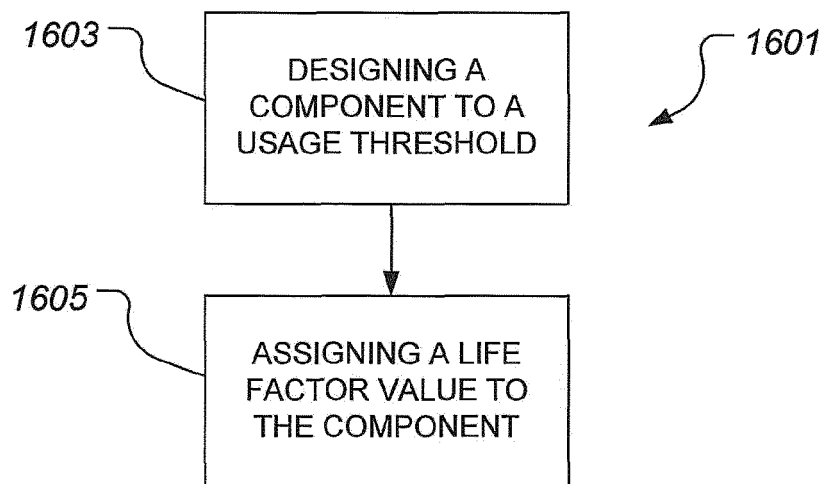 1603
1601
DESIGNING A
COMPONENT TO A
USAGE THRESHOLD
1605
ASSIGNING A LIFE
FACTOR VALUE TO
THE COMPONENT